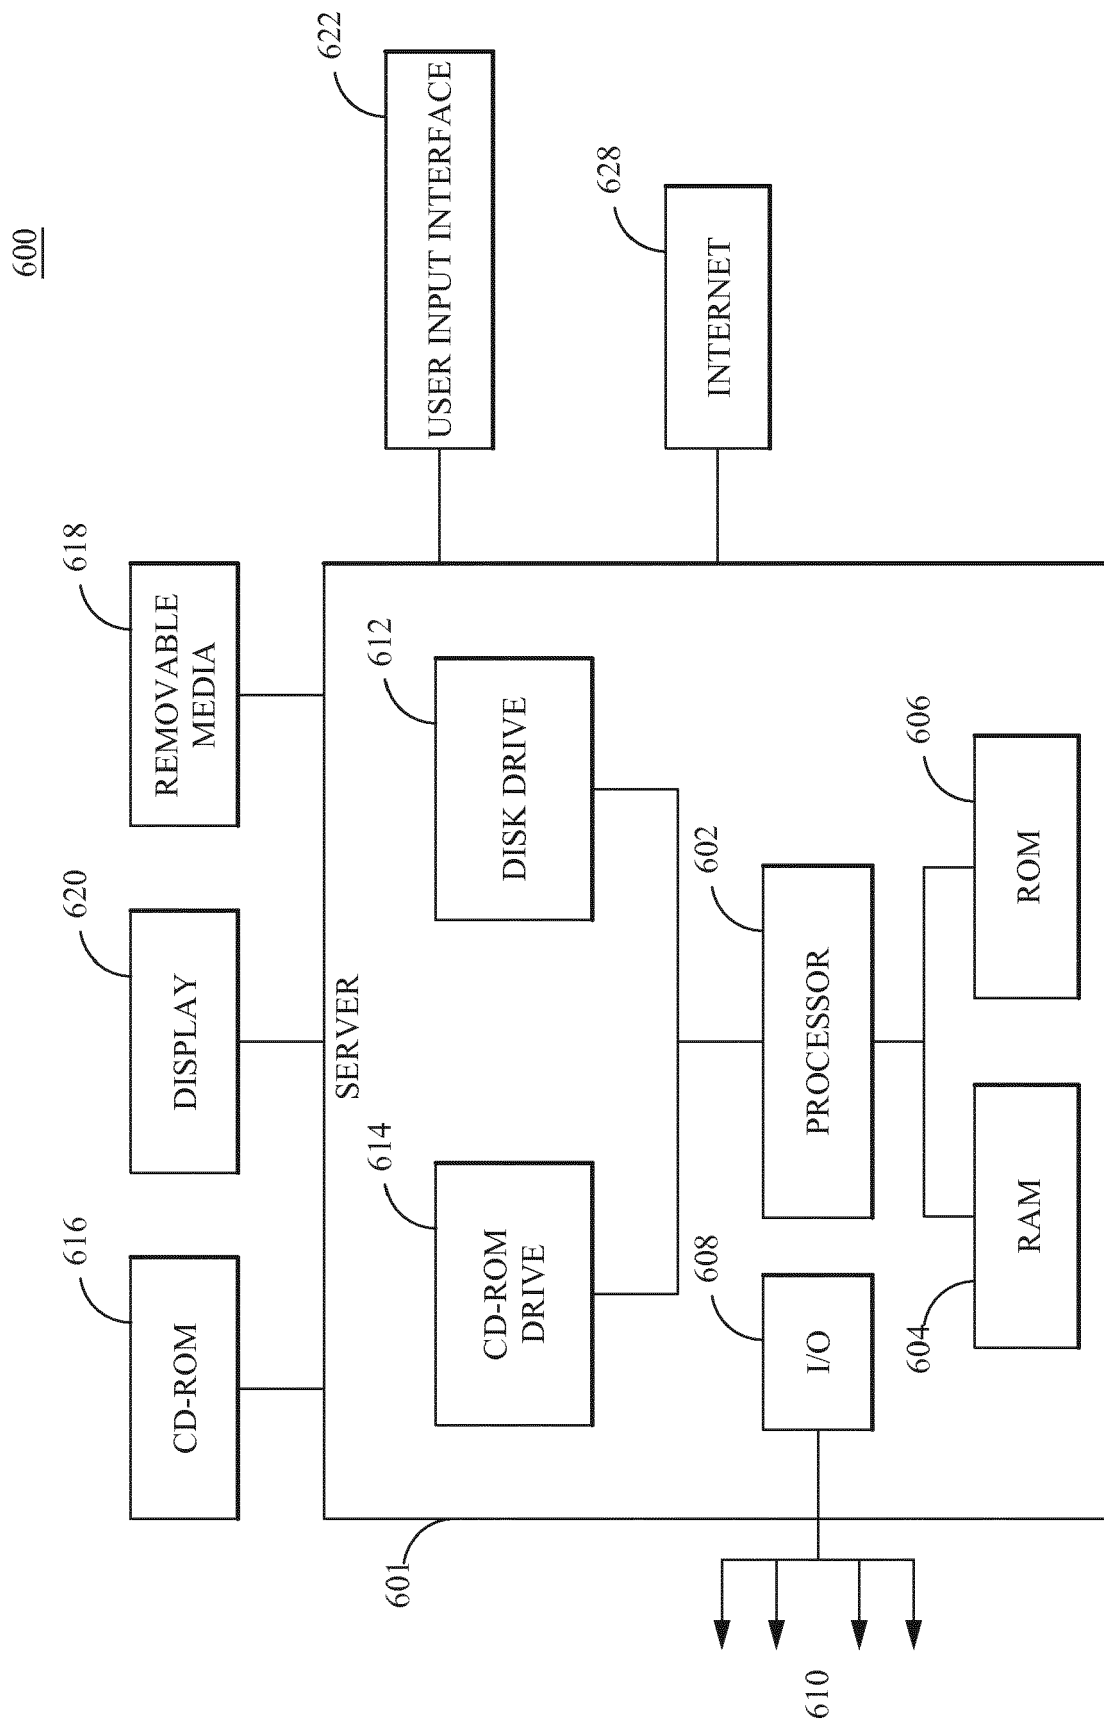 600
616
620
618
CD-ROM
DISPLAY
REMOVABLE
MEDIA
622
USER INPUT INTERFACE
601
SERVER
614
612
CD-ROM
DRIVE
DISK DRIVE
628
INTERNET
608
602
I/O
PROCESSOR
610
604
606
RAM
ROM